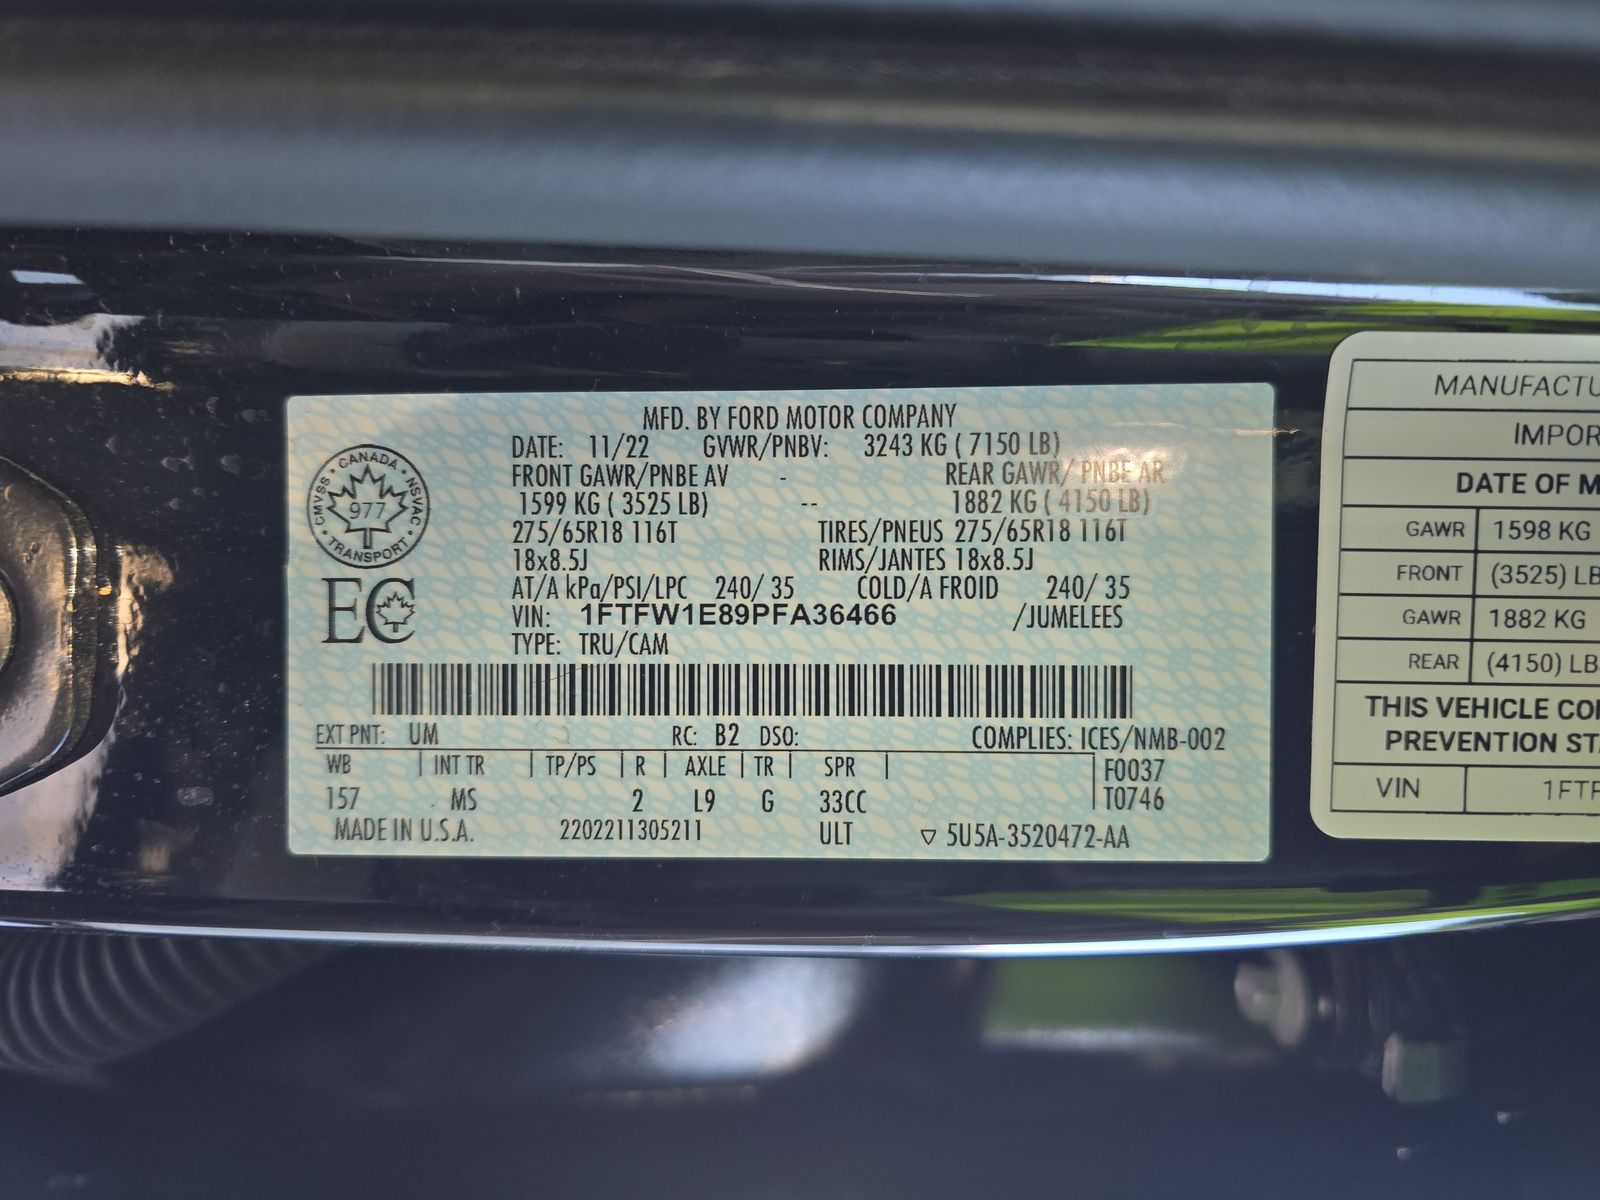 MFD. BY FORD MOTOR COMPANY
DATE: 11/22 GVWR/PNBV: 3243 KG ( 7150 LB)
FRONT GAWR/PNBE AV - REAR GAWR/ PNBE AR
1599 KG ( 3525 LB) -- 1882 KG ( 4150 LB)
275/65R18 116T TIRES/PNEUS 275/65R18 116T
18x8.5J RIMS/JANTES 18x8.5J
AT/A kPa/PSI/LPC 240/ 35 COLD/A FROID 240/ 35
VIN: 1FTFW1E89PFA36466 /JUMELEES
TYPE: TRU/CAM
CANADA
CMVSS 977 NSVAC
TRANSPORT
EC
EXT PNT: UM RC: B2 DSO: COMPLIES: ICES/NMB-002
WB | INT TR | TP/PS | R | AXLE | TR | SPR | F0037
157 MS 2 L9 G 33CC T0746
MADE IN U.S.A. 2202211305211 ULT ▽ 5U5A-3520472-AA
MANUFACTU
IMPOR
DATE OF M
GAWR 1598 KG
FRONT (3525) LB
GAWR 1882 KG
REAR (4150) LB
THIS VEHICLE CO
PREVENTION STA
VIN 1FTF